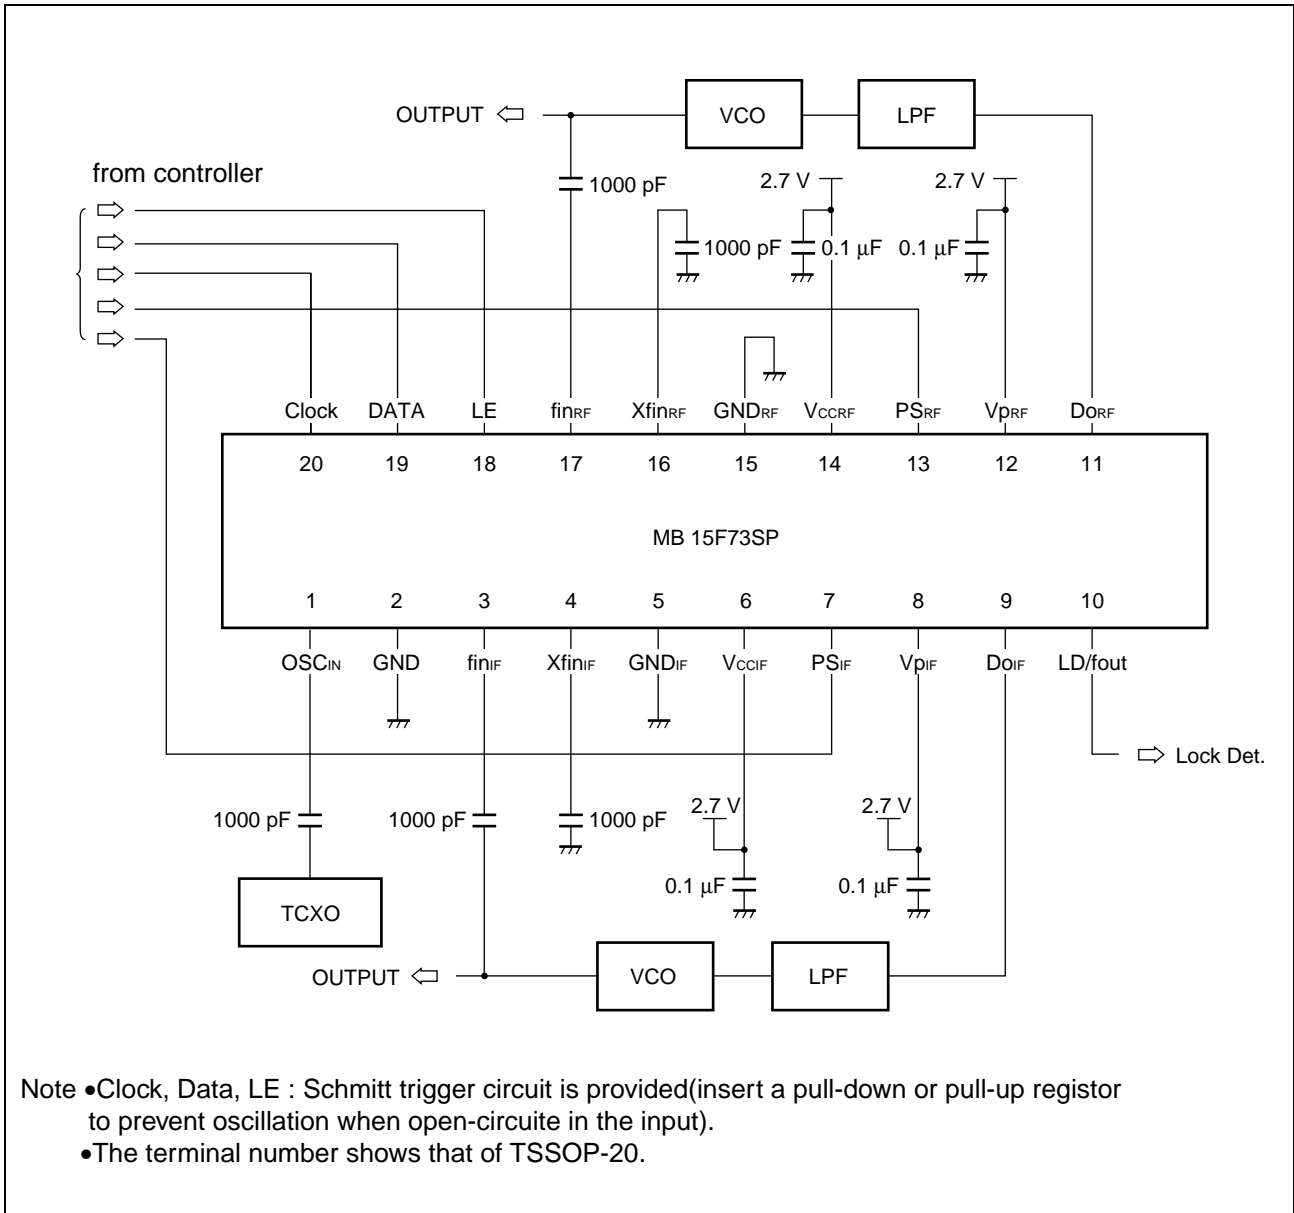 OUTPUT
VCO
LPF
from controller
1000 pF
2.7 V
2.7 V
1000 pF
0.1 μF
0.1 μF
Clock DATA LE finRF XfinRF GNDRF VCCRF PSRF VpRF DoRF
20 19 18 17 16 15 14 13 12 11
MB 15F73SP
1 2 3 4 5 6 7 8 9 10
OSCIN GND finIF XfinIF GNDIF VCCIF PSIF VpIF DoIF LD/fout
Lock Det.
1000 pF
1000 pF
1000 pF
2.7 V
2.7 V
0.1 μF
0.1 μF
TCXO
OUTPUT
VCO
LPF
Note •Clock, Data, LE : Schmitt trigger circuit is provided(insert a pull-down or pull-up registor
to prevent oscillation when open-circuite in the input).
•The terminal number shows that of TSSOP-20.